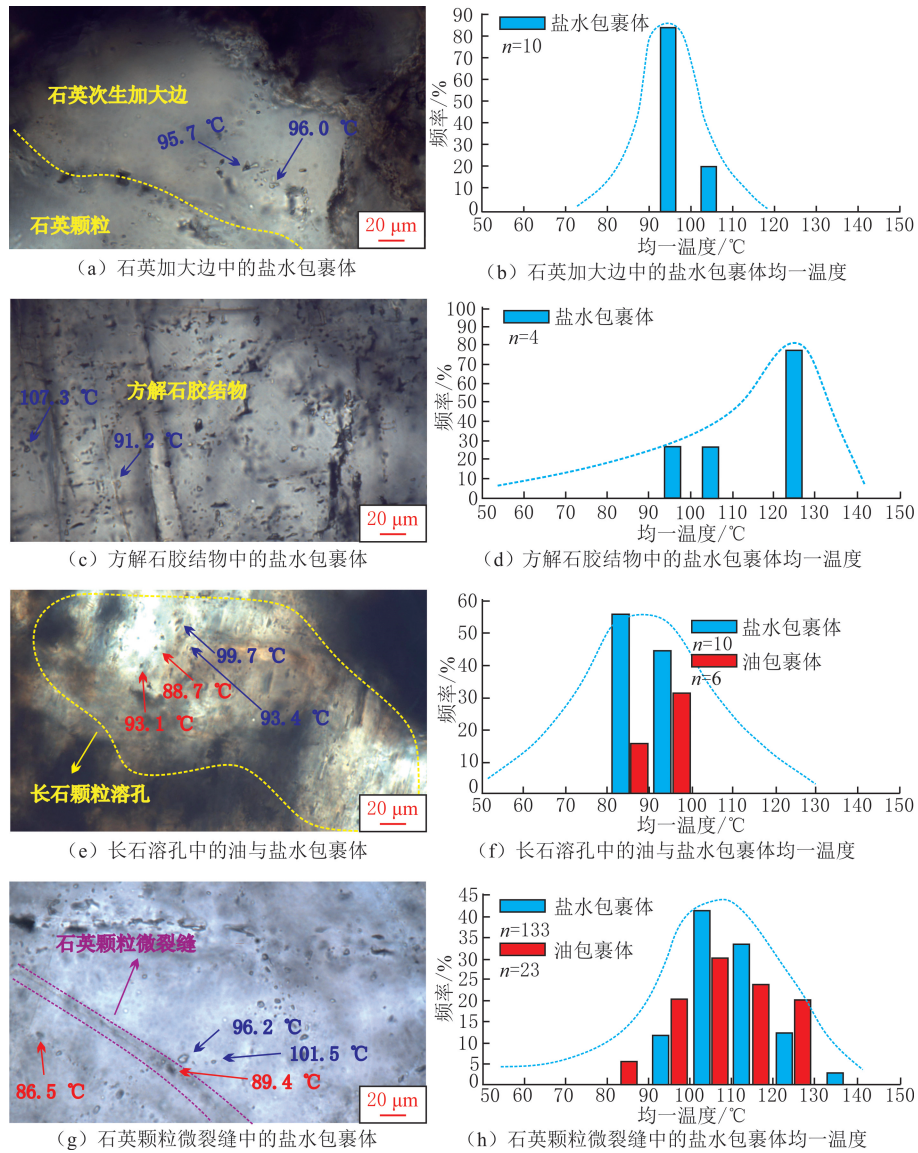 石英次生加大边
95.7 ℃
96.0 ℃
石英颗粒
20 μm
（a）石英加大边中的盐水包裹体
频率/%
90
80
70
60
50
40
30
20
10
0
盐水包裹体
n=10
50 60 70 80 90 100 110 120 130 140 150
均一温度/℃
（b）石英加大边中的盐水包裹体均一温度
107.3 ℃
方解石胶结物
91.2 ℃
20 μm
（c）方解石胶结物中的盐水包裹体
频率/%
100
90
80
70
60
50
40
30
20
10
0
盐水包裹体
n=4
50 60 70 80 90 100 110 120 130 140 150
均一温度/℃
（d）方解石胶结物中的盐水包裹体均一温度
99.7 ℃
88.7 ℃
93.1 ℃
93.4 ℃
长石颗粒溶孔
20 μm
（e）长石溶孔中的油与盐水包裹体
频率/%
60
50
40
30
20
10
0
盐水包裹体
n=10
油包裹体
n=6
50 60 70 80 90 100 110 120 130 140 150
均一温度/℃
（f）长石溶孔中的油与盐水包裹体均一温度
石英颗粒微裂缝
96.2 ℃
101.5 ℃
89.4 ℃
86.5 ℃
20 μm
（g）石英颗粒微裂缝中的盐水包裹体
频率/%
45
40
35
30
25
20
15
10
5
0
盐水包裹体
n=133
油包裹体
n=23
50 60 70 80 90 100 110 120 130 140 150
均一温度/℃
（h）石英颗粒微裂缝中的盐水包裹体均一温度